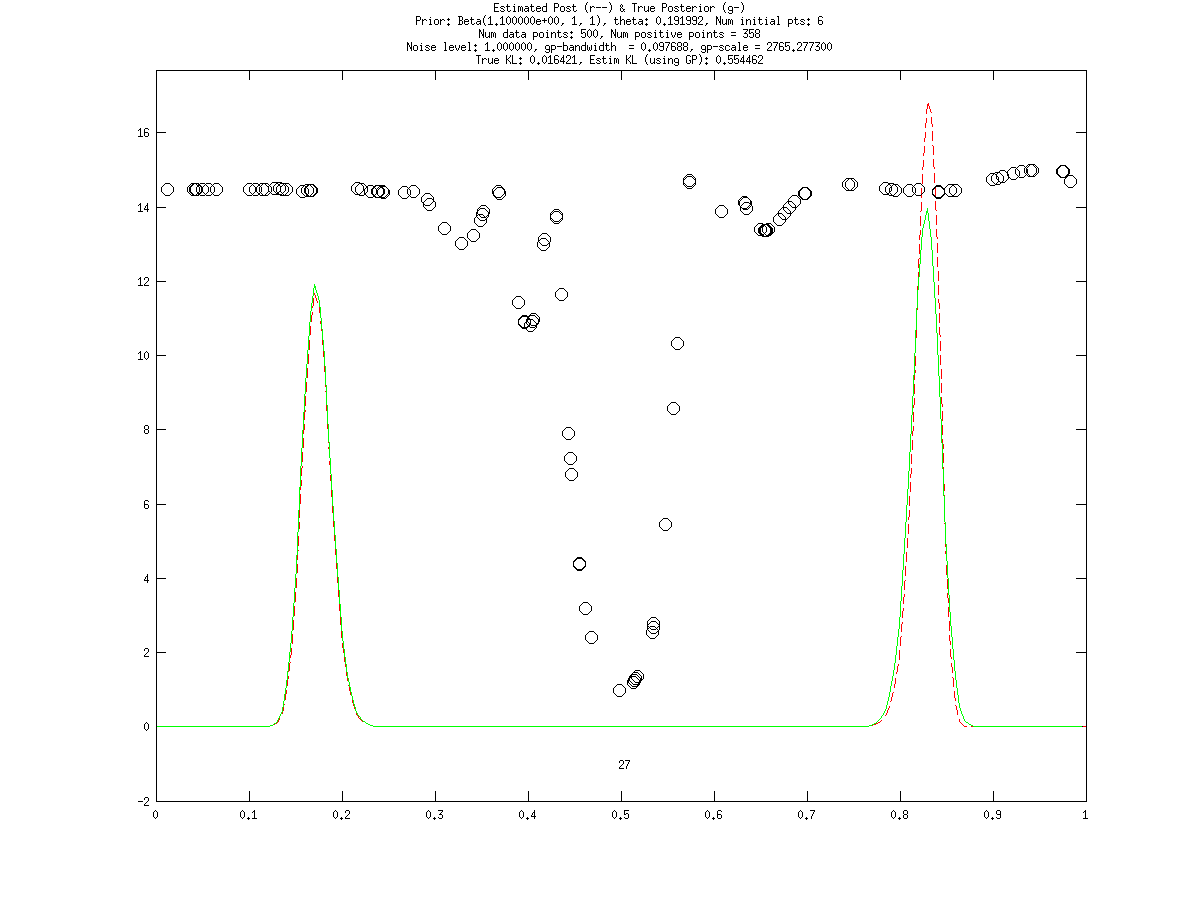 Estimated Post (r--) & True Posterior (g-)
Prior: Beta(1.100000e+00, 1, 1), theta: 0.191992, Num initial pts: 6
Num data points: 500, Num positive points = 358
Noise level: 1.000000, gp-bandwidth  = 0.097688, gp-scale = 2765.277300
True KL: 0.016421, Estim KL (using GP): 0.554462
16
14
12
10
8
6
4
2
0
27
-2
0 0.1 0.2 0.3 0.4 0.5 0.6 0.7 0.8 0.9 1